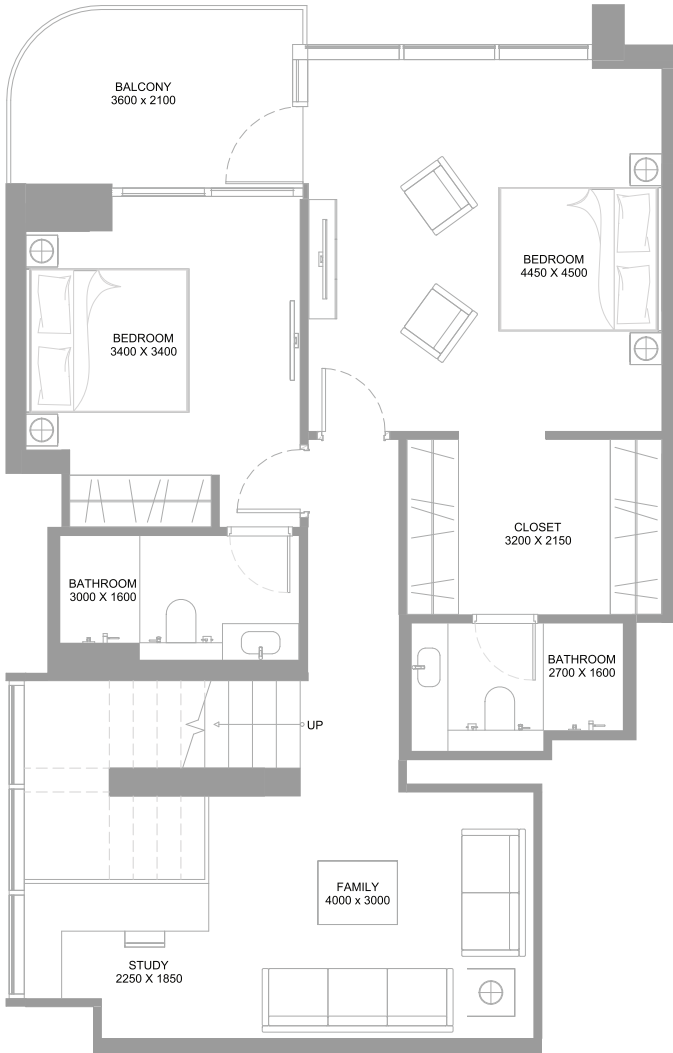 BALCONY
3600 x 2100
BEDROOM
4450 X 4500
BEDROOM
3400 X 3400
CLOSET
3200 X 2150
BATHROOM
3000 X 1600
BATHROOM
2700 X 1600
UP
FAMILY
4000 x 3000
STUDY
2250 X 1850